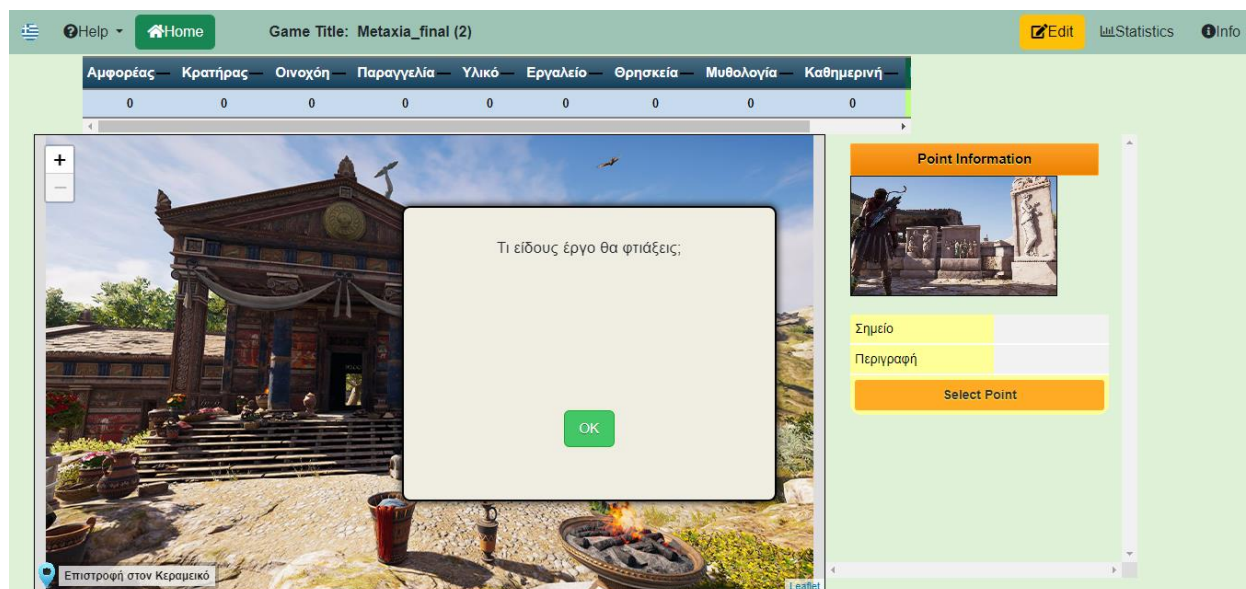 Help Home Game Title: Metaxia_final (2) Edit Statistics Info
Αμφορέας Κρατήρας Οινοχόη Παραγγελία Υλικό Εργαλείο Θρησκεία Μυθολογία Καθημερινή
0 0 0 0 0 0 0 0 0
+
−
Τι είδους έργο θα φτιάξεις;
OK
Επιστροφή στον Κεραμεικό
Leaflet
Point Information
Σημείο
Περιγραφή
Select Point